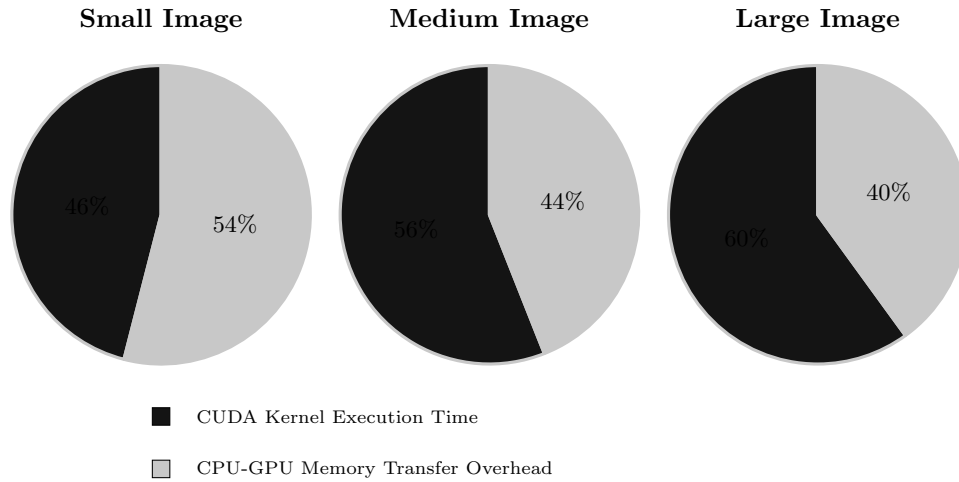 Small Image
Medium Image
Large Image
46%
54%
56%
44%
60%
40%
CUDA Kernel Execution Time
CPU-GPU Memory Transfer Overhead